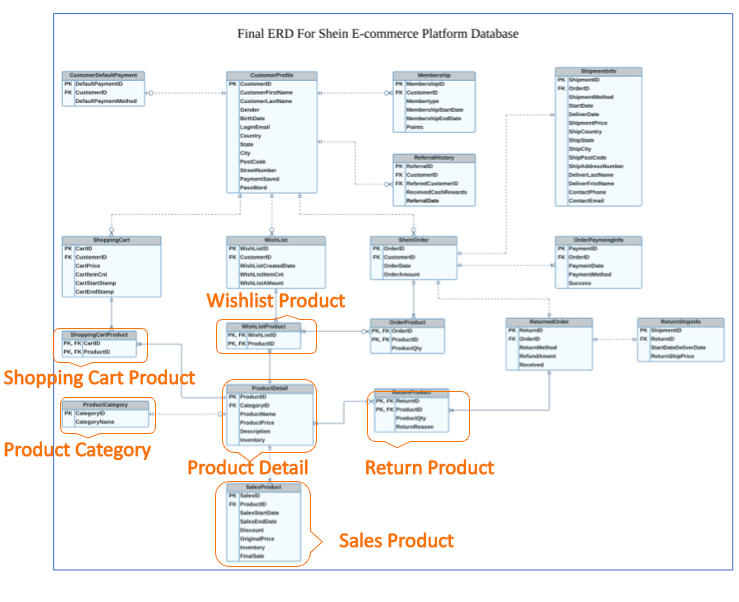 Final ERD For Shein E-commerce Platform Database
CustomerDefaultPayment
PK DefaultPaymentID
FK CustomerID
DefaultPaymentMethod
CustomerProfile
PK CustomerID
CustomerFirstName
CustomerLastName
Gender
BirthDate
LoginEmail
Country
State
City
PostCode
StreetNumber
PaymentSaved
PassWord
Membership
PK MembershipID
FK CustomerID
Membertype
MembershipStartDate
MembershipEndDate
Points
ShipmentInfo
PK ShipmentID
FK OrderID
ShipmentMethod
StartDate
DeliverDate
ShipmentPrice
ShipCountry
ShipState
ShipCity
ShipPostCode
ShipAddressNumber
DeliverLastName
DeliverFristName
ContactPhone
ContactEmail
ReferralHistory
PK ReferralID
FK CustomerID
FK ReferedCustomerID
ReceivedCashRewards
ReferralDate
ShoppingCart
PK CartID
FK CustomerID
CartPrice
CartItemCnt
CartStartStamp
CartEndStamp
WishList
PK WishListID
FK CustomerID
WishListCreatedDate
WishListItemCnt
WishListAMount
SheinOrder
PK OrderID
FK CustomerID
OrderDate
OrderAmount
OrderPaymengInfo
PK PaymentID
FK OrderID
PaymentDate
PaymentMethod
Success
Wishlist Product
ShoppingCartProduct
PK, FK CartID
PK, FK ProductID
WishListProduct
PK, FK WishListID
PK, FK ProductID
OrderProduct
PK, FK OrderID
PK, FK ProductID
ProductQty
ReturnedOrder
PK ReturnID
FK OrderID
ReturnMethod
RefundAmont
Received
ReturnShipInfo
PK ShipmentID
FK ReturnID
StartDateDeliverDate
ReturnShipPrice
Shopping Cart Product
ProductCategory
PK CategoryID
CategoryName
ProductDetail
PK ProductID
FK CategoryID
ProductName
ProductPrice
Description
Inventory
ReturnProduct
PK, FK ReturnID
PK, FK ProductID
ProductQty
ReturnReason
Product Category
Product Detail
Return Product
SalesProduct
PK SalesID
FK ProductID
SalesStartDate
SalesEndDate
Discount
OriginalPrice
Inventory
FinalSale
Sales Product